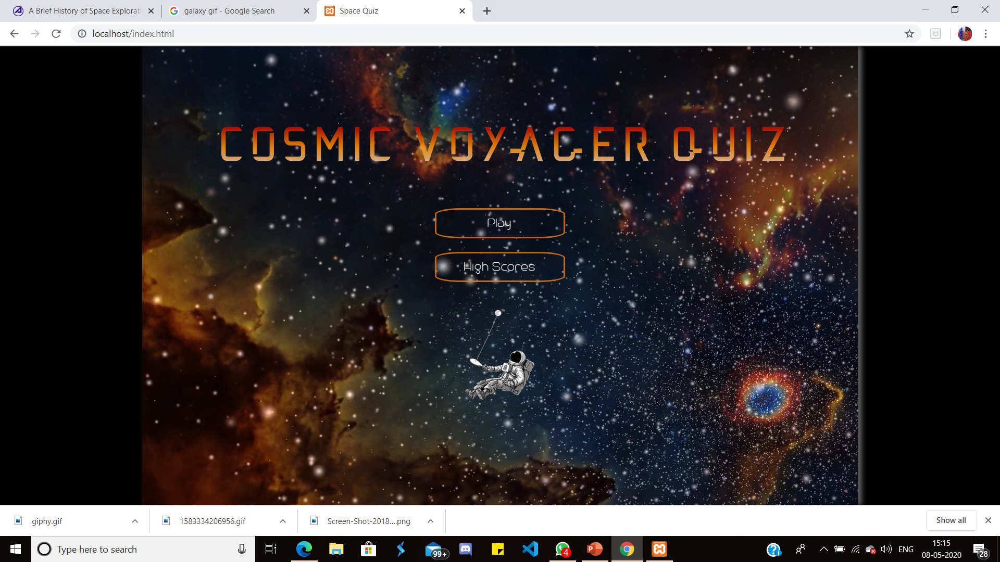 A Brief History of Space Explorati
galaxy gif - Google Search
Space Quiz
localhost/index.html
COSMIC VOYAGER QUIZ
Play
High Scores
giphy.gif
1583334206956.gif
Screen-Shot-2018....png
Show all
Type here to search
99+
4
ENG
15:15
08-05-2020
28